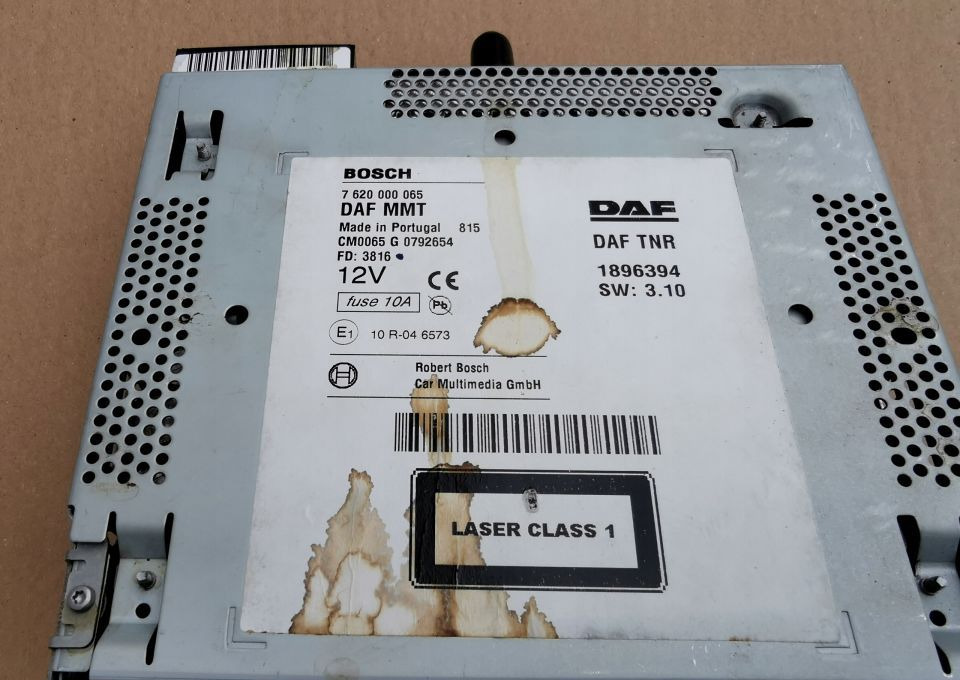 BOSCH
7 620 000 065
DAF MMT
Made in Portugal 815
CM0065 G 0792654
FD: 3816
12V CE
fuse 10A Pb
E1 10 R-04 6573
Robert Bosch
Car Multimedia GmbH
DAF
DAF TNR
1896394
SW: 3.10
LASER CLASS 1